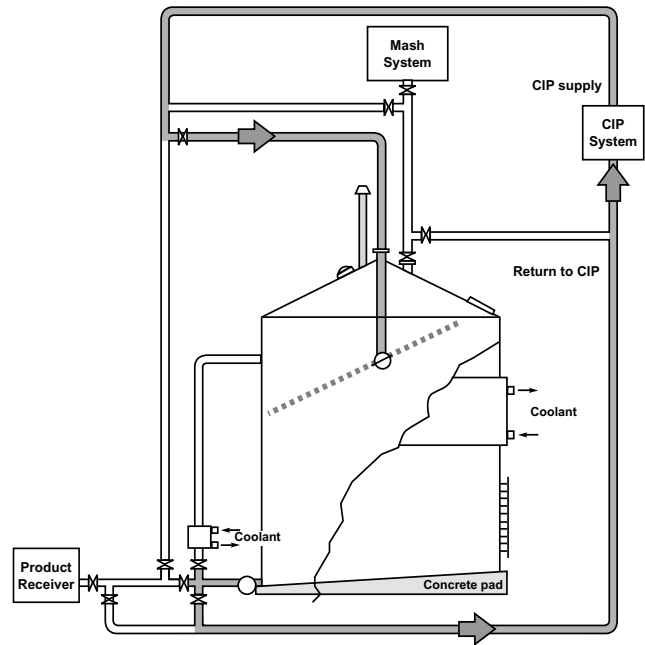 Mash
System
CIP supply
CIP
System
Return to CIP
Coolant
Coolant
Product
Receiver
Concrete pad